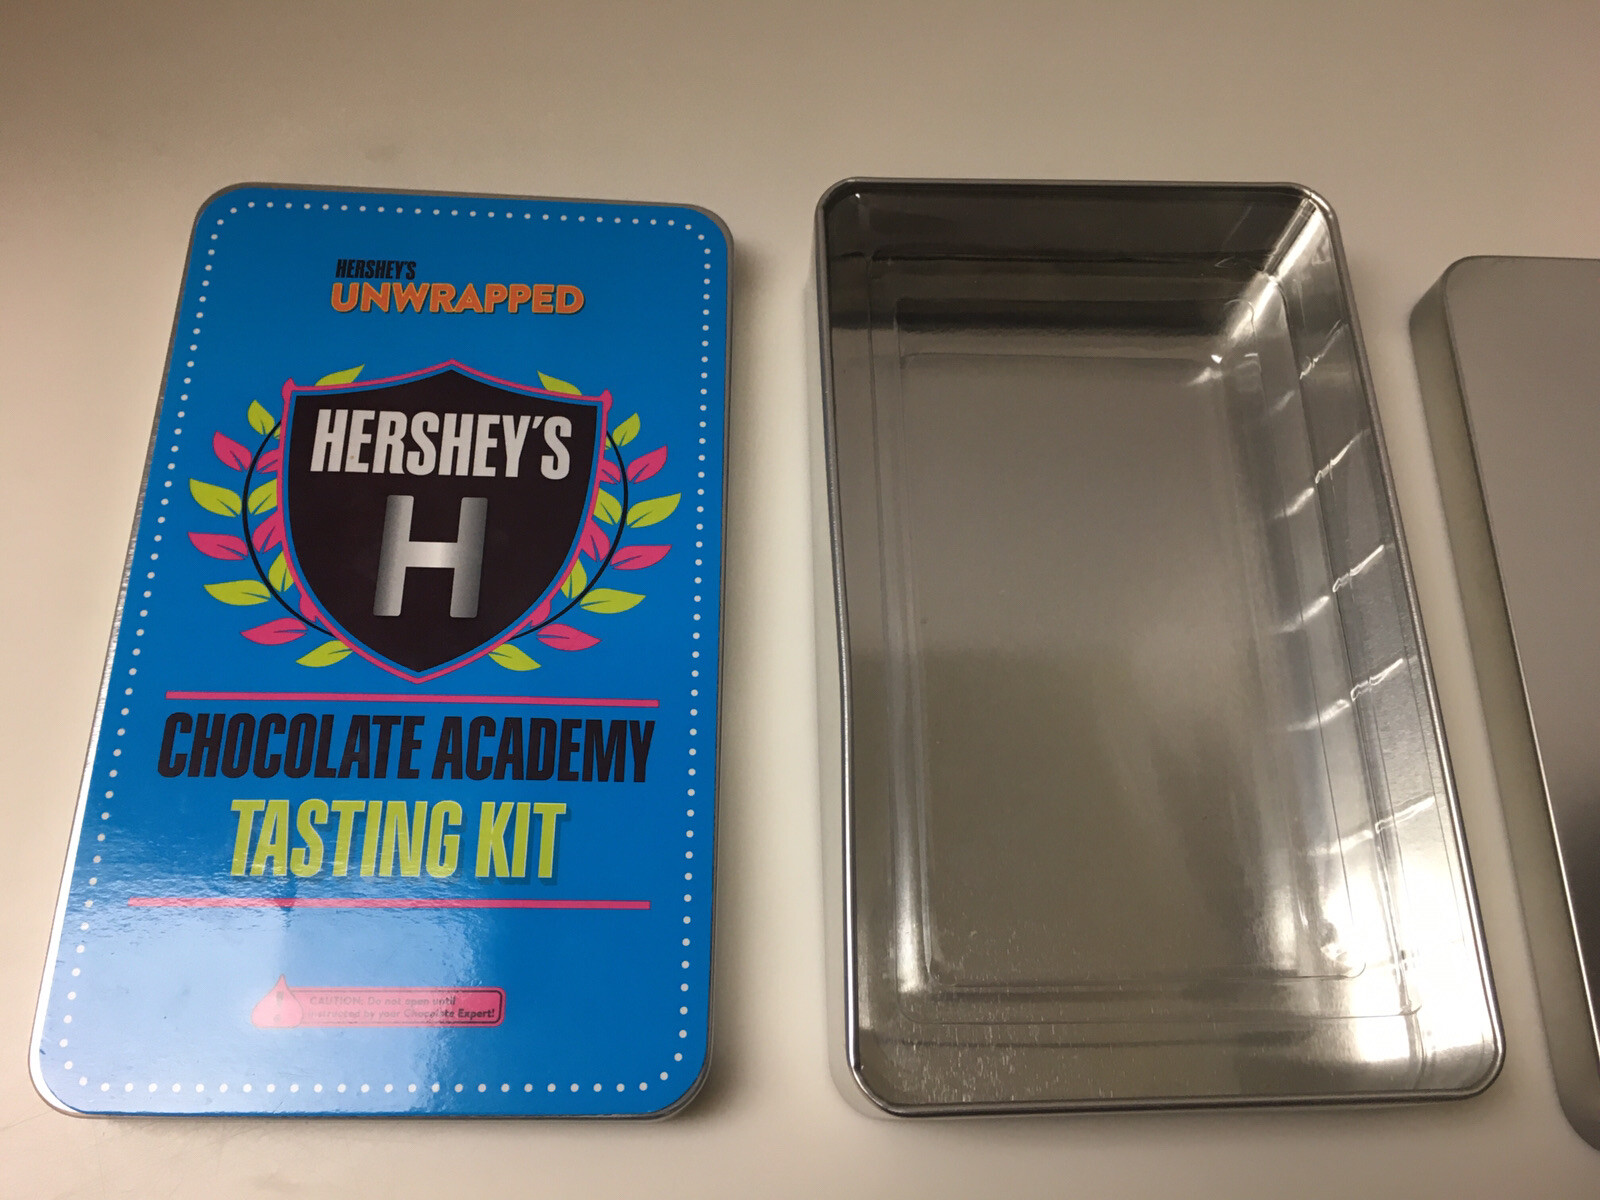 HERSHEY'S
UNWRAPPED
HERSHEY'S
H
CHOCOLATE ACADEMY
TASTING KIT
CAUTION: Do not open until
instructed by your Chocolate Expert!